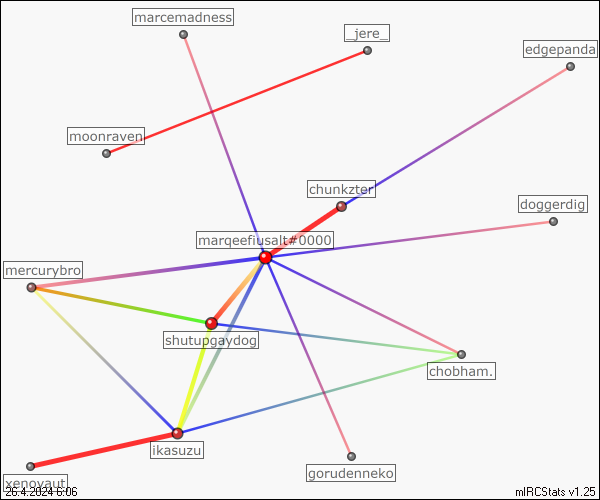 marcemadness
_jere_
edgepanda
moonraven
chunkzter
doggerdig
marqeefiusalt#0000
mercurybro
shutupgaydog
chobham.
ikasuzu
gorudenneko
xenovaut
26.4.2024 6:06
mIRCStats v1.25